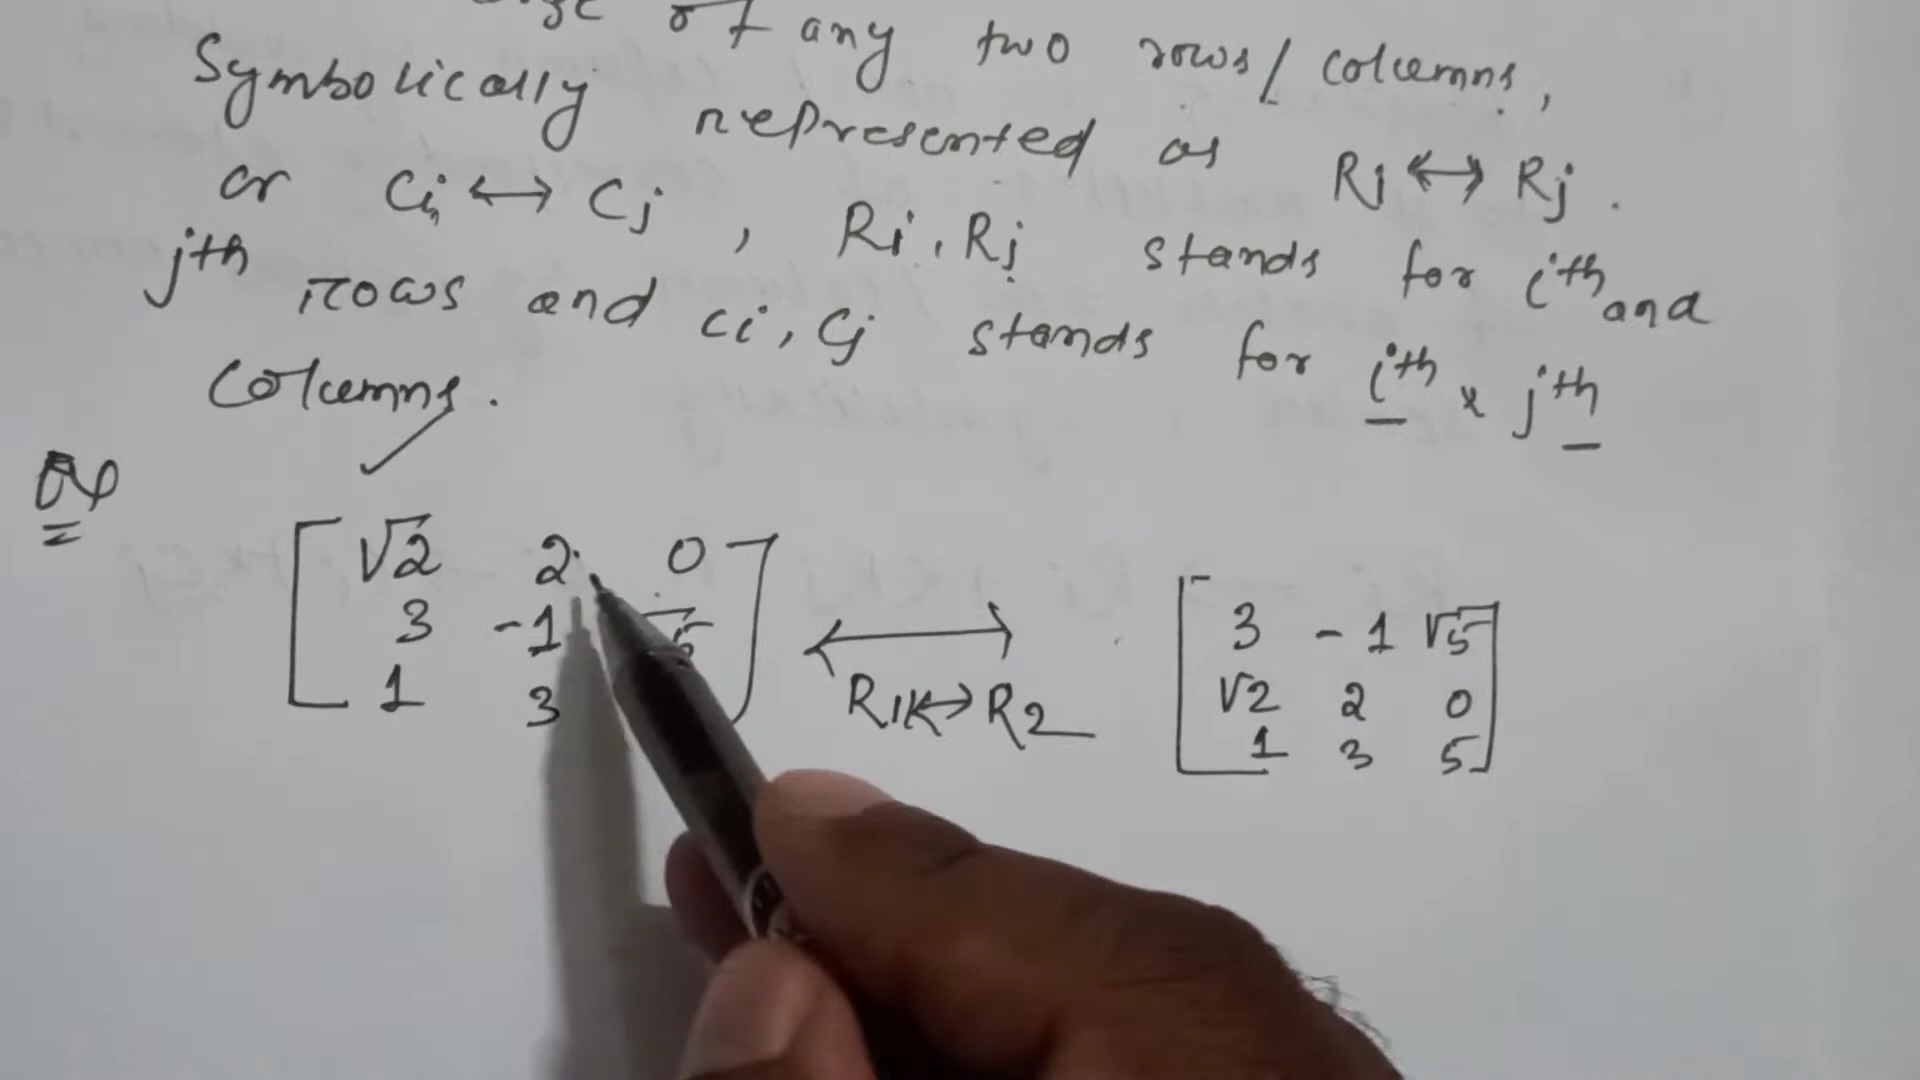 of any two rows/columns,
Symbolically represented as Rj ↔ Rj.
or Ci ↔ Cj, Ri, Rj stands for ith and
jth rows and ci, Cj stands for ith & jth
columns.
√2 2 0
3 -1
1 3
R1 ↔ R2
3 -1 √5
√2 2 0
1 3 5